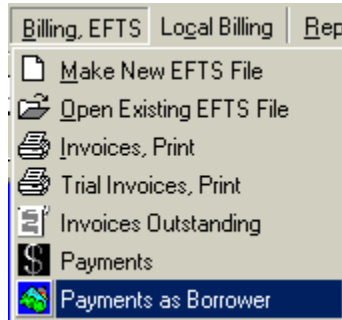 Billing, EFTS Local Billing Rep
Make New EFTS File
Open Existing EFTS File
Invoices, Print
Trial Invoices, Print
Invoices Outstanding
Payments
Payments as Borrower